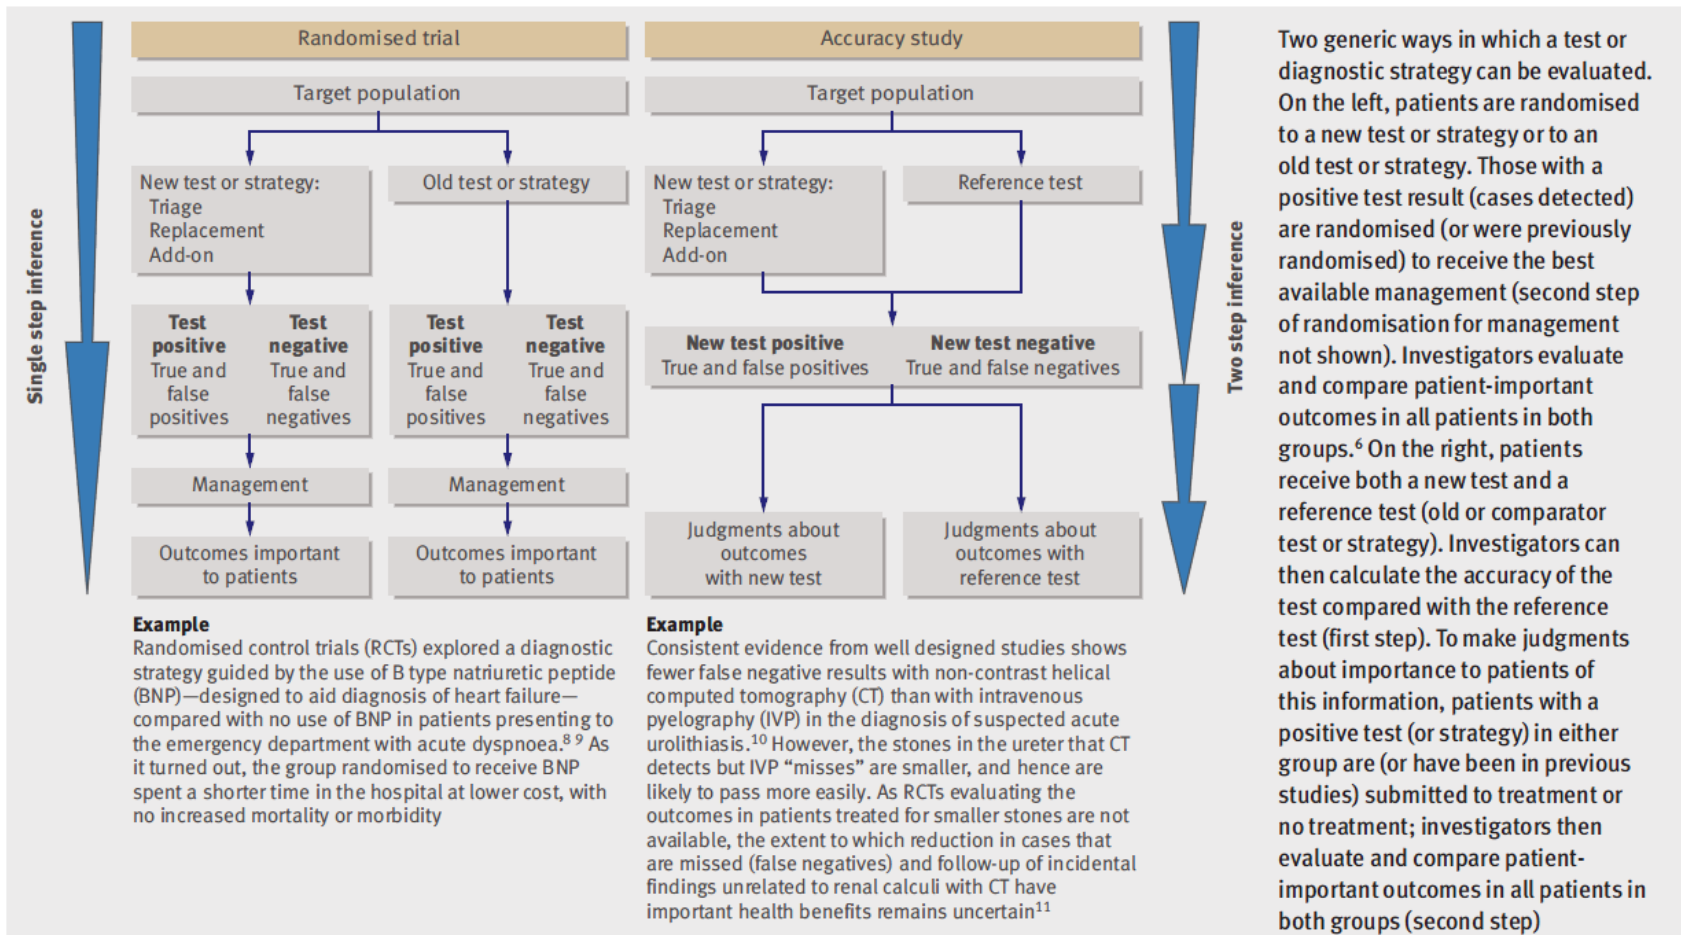 Single step inference
Randomised trial
Target population
New test or strategy:
Triage
Replacement
Add-on
Old test or strategy
Test
positive
True and
false
positives
Test
negative
True and
false
negatives
Test
positive
True and
false
positives
Test
negative
True and
false
negatives
Management
Management
Outcomes important
to patients
Outcomes important
to patients
Example
Randomised control trials (RCTs) explored a diagnostic
strategy guided by the use of B type natriuretic peptide
(BNP)—designed to aid diagnosis of heart failure—
compared with no use of BNP in patients presenting to
the emergency department with acute dyspnoea.⁸ ⁹ As
it turned out, the group randomised to receive BNP
spent a shorter time in the hospital at lower cost, with
no increased mortality or morbidity
Accuracy study
Target population
New test or strategy:
Triage
Replacement
Add-on
Reference test
New test positive
True and false positives
New test negative
True and false negatives
Judgments about
outcomes
with new test
Judgments about
outcomes with
reference test
Example
Consistent evidence from well designed studies shows
fewer false negative results with non-contrast helical
computed tomography (CT) than with intravenous
pyelography (IVP) in the diagnosis of suspected acute
urolithiasis.¹⁰ However, the stones in the ureter that CT
detects but IVP “misses” are smaller, and hence are
likely to pass more easily. As RCTs evaluating the
outcomes in patients treated for smaller stones are not
available, the extent to which reduction in cases that
are missed (false negatives) and follow-up of incidental
findings unrelated to renal calculi with CT have
important health benefits remains uncertain¹¹
Two step inference
Two generic ways in which a test or
diagnostic strategy can be evaluated.
On the left, patients are randomised
to a new test or strategy or to an
old test or strategy. Those with a
positive test result (cases detected)
are randomised (or were previously
randomised) to receive the best
available management (second step
of randomisation for management
not shown). Investigators evaluate
and compare patient-important
outcomes in all patients in both
groups.⁶ On the right, patients
receive both a new test and a
reference test (old or comparator
test or strategy). Investigators can
then calculate the accuracy of the
test compared with the reference
test (first step). To make judgments
about importance to patients of
this information, patients with a
positive test (or strategy) in either
group are (or have been in previous
studies) submitted to treatment or
no treatment; investigators then
evaluate and compare patient-
important outcomes in all patients in
both groups (second step)